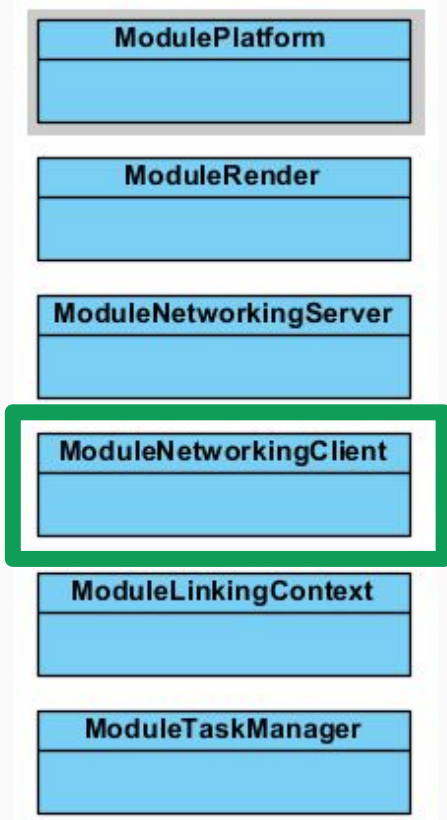 ModulePlatform
ModuleRender
ModuleNetworkingServer
ModuleNetworkingClient
ModuleLinkingContext
ModuleTaskManager